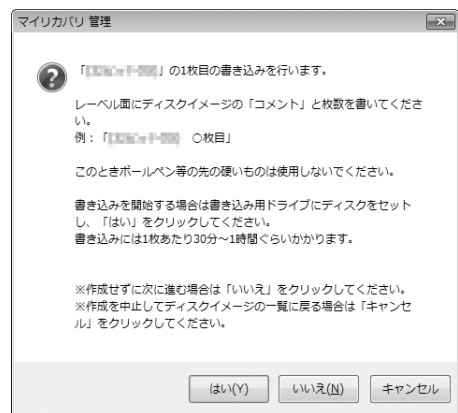 マイリカバリ 管理
「 」の1枚目の書き込みを行います。
レーベル面にディスクイメージの「コメント」と枚数を書いてくださ
い。
例：「 ○枚目」
このときボールペン等の先の硬いものは使用しないでください。
書き込みを開始する場合は書き込み用ドライブにディスクをセット
し、「はい」をクリックしてください。
書き込みには1枚あたり30分～1時間ぐらいかかります。
※作成せずに次に進む場合は「いいえ」をクリックしてください。
※作成を中止してディスクイメージの一覧に戻る場合は「キャンセ
ル」をクリックしてください。
はい(Y) いいえ(N) キャンセル